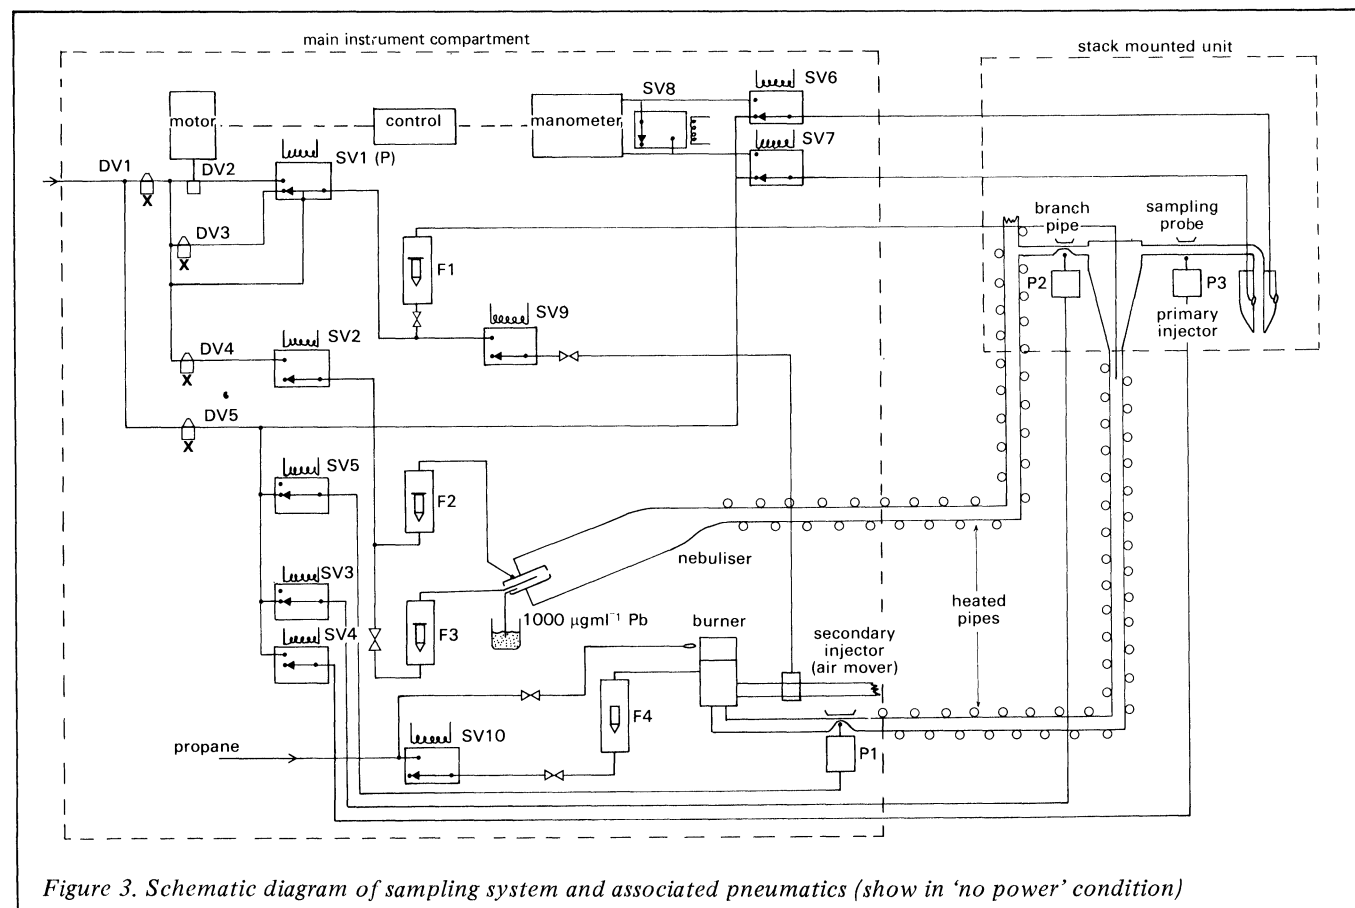 main instrument compartment
stack mounted unit
motor
control
manometer
SV8
SV6
SV7
DV1
DV2
SV1 (P)
X
DV3
X
F1
branch
pipe
sampling
probe
P2
P3
primary
injector
SV9
DV4
SV2
X
DV5
X
SV5
F2
nebuliser
SV3
SV4
F3
1000 µgml⁻¹ Pb
burner
secondary
injector
(air mover)
heated
pipes
F4
propane
SV10
P1
Figure 3. Schematic diagram of sampling system and associated pneumatics (show in 'no power' condition)